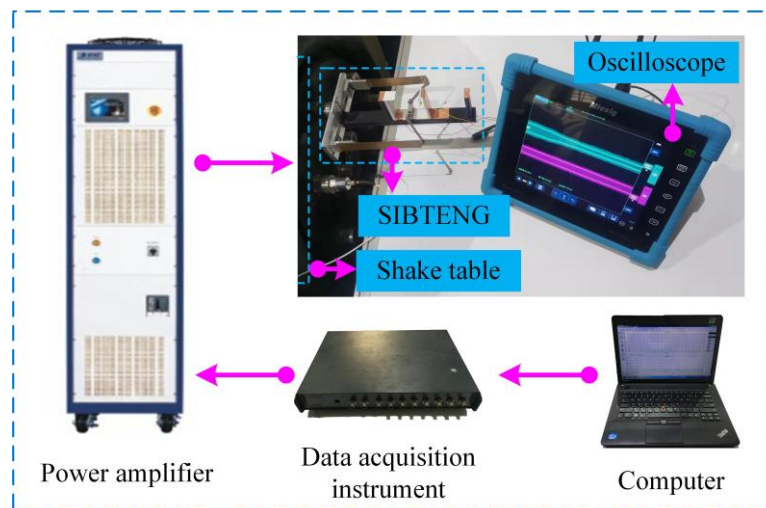 Oscilloscope
SIBTENG
Shake table
Power amplifier
Data acquisition
instrument
Computer